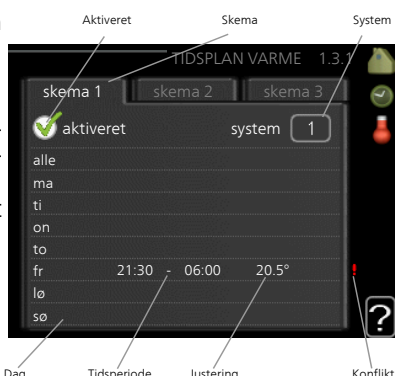 Aktiveret Skema System
TIDSPLAN VARME 1.3.1
skema 1 skema 2 skema 3
aktiveret system 1
alle
ma
ti
on
to
fr 21:30 - 06:00 20.5° !
lø
sø
?
Dag Tidsperiode Justering Konflikt